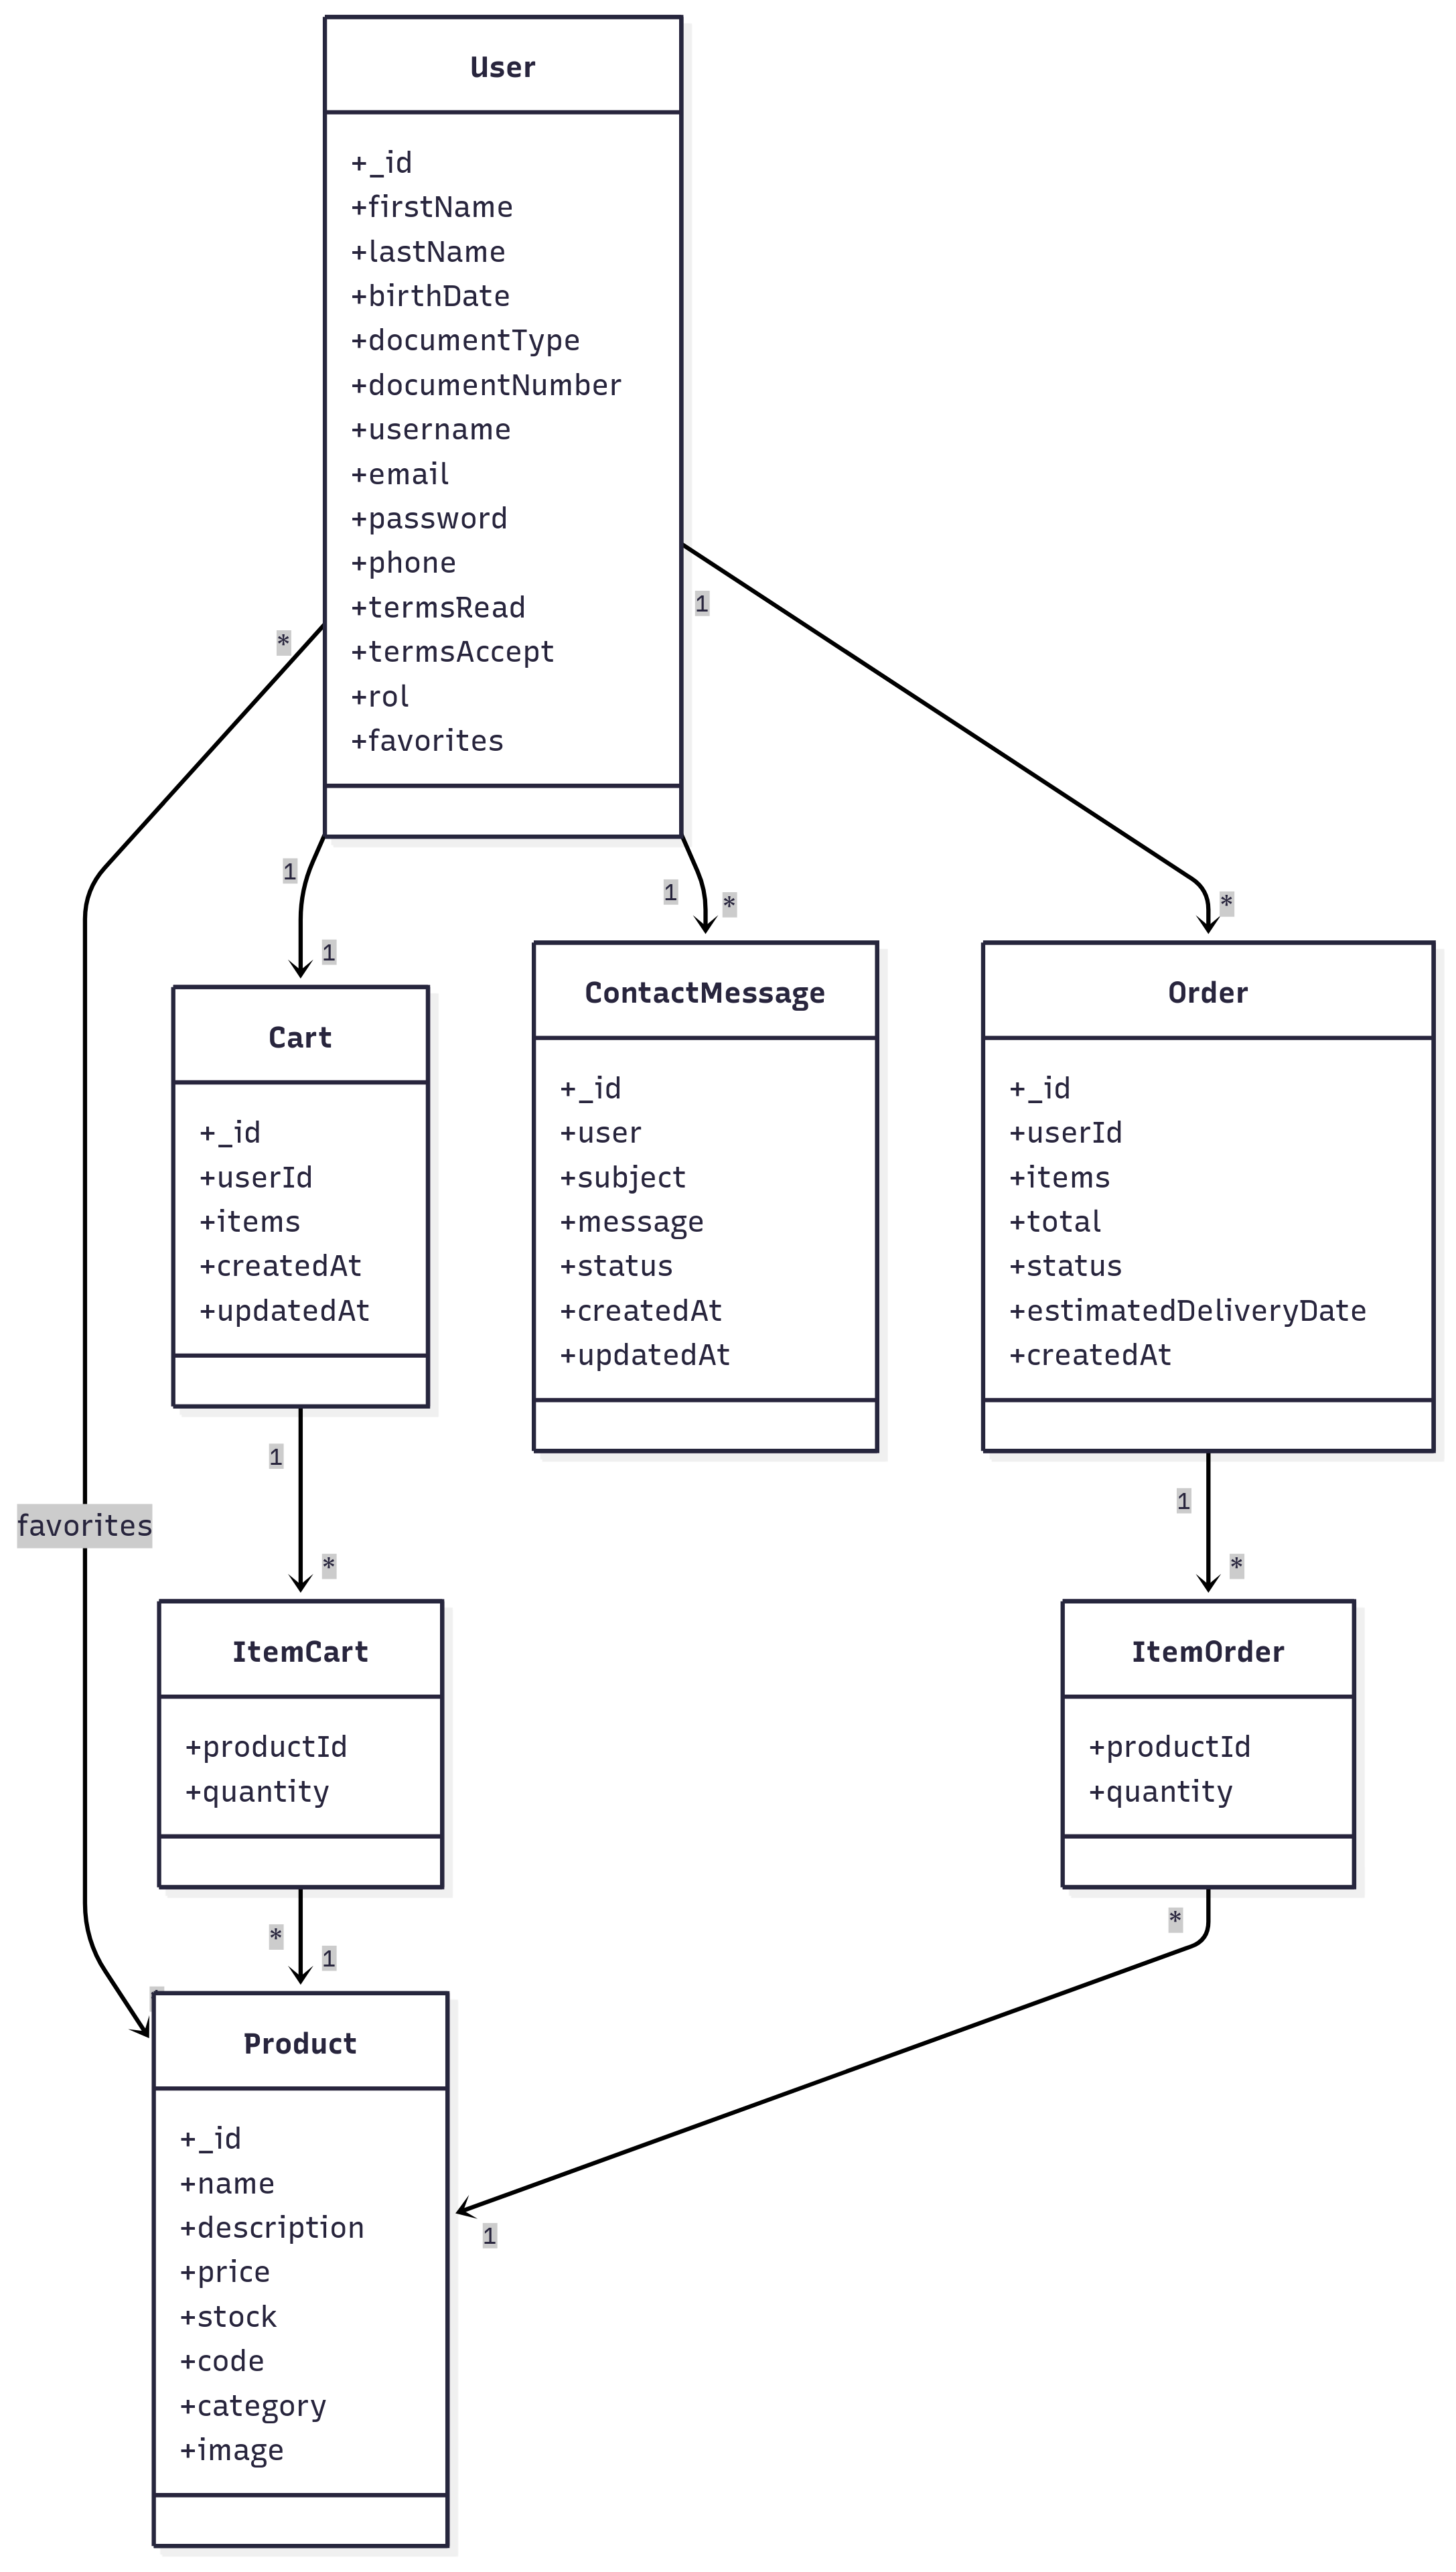 User
+_id
+firstName
+lastName
+birthDate
+documentType
+documentNumber
+username
+email
+password
+phone
+termsRead
+termsAccept
+rol
+favorites
*
1
1
1
1
*
*
Cart
+_id
+userId
+items
+createdAt
+updatedAt
ContactMessage
+_id
+user
+subject
+message
+status
+createdAt
+updatedAt
Order
+_id
+userId
+items
+total
+status
+estimatedDeliveryDate
+createdAt
1
*
favorites
1
*
ItemCart
+productId
+quantity
ItemOrder
+productId
+quantity
*
1
*
1
Product
+_id
+name
+description
+price
+stock
+code
+category
+image